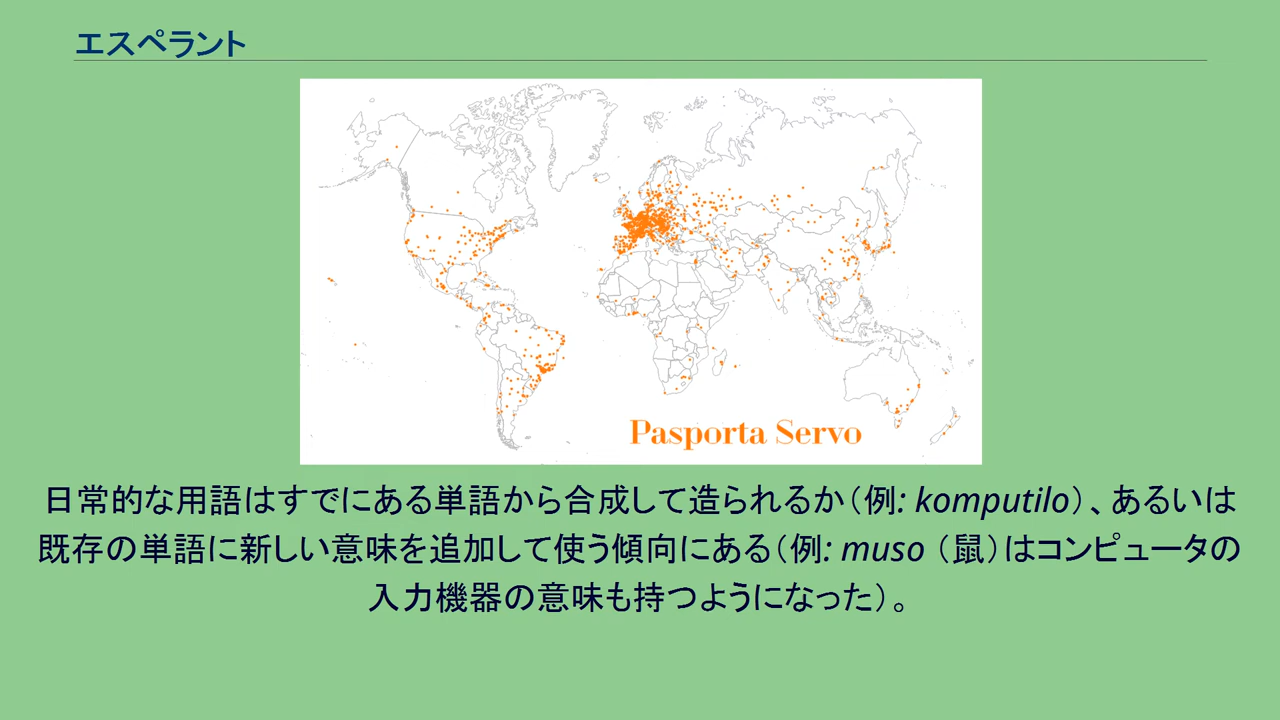 エスペラント
Pasporta Servo
日常的な用語はすでにある単語から合成して造られるか（例: komputilo）、あるいは
既存の単語に新しい意味を追加して使う傾向にある（例: muso （鼠）はコンピュータの
入力機器の意味も持つようになった）。